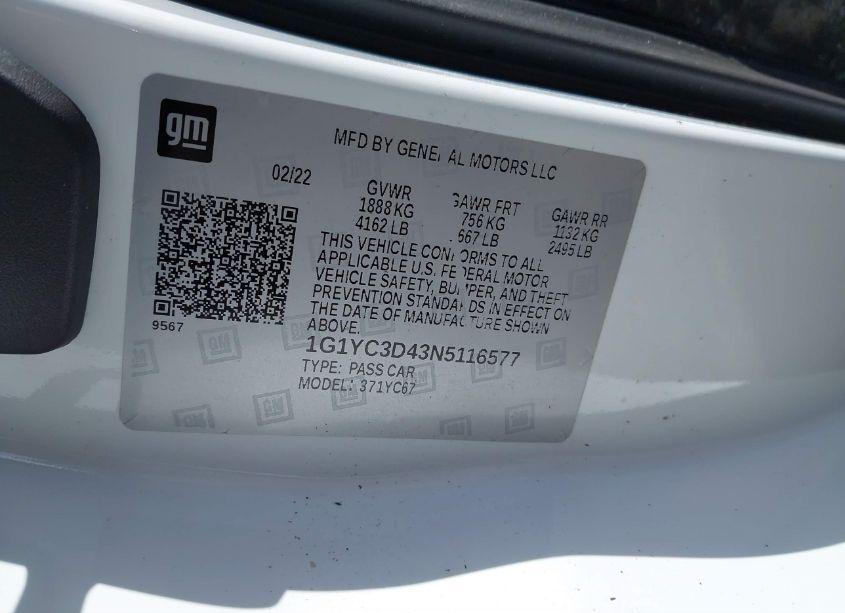 gm
MFD BY GENERAL MOTORS LLC
02/22
GVWR
1888 KG
4162 LB
GAWR FRT
756 KG
667 LB
GAWR RR
1132 KG
2495 LB
THIS VEHICLE CONFORMS TO ALL
APPLICABLE U.S. FEDERAL MOTOR
VEHICLE SAFETY, BUMPER, AND THEFT
PREVENTION STANDARDS IN EFFECT ON
THE DATE OF MANUFACTURE SHOWN
ABOVE.
9567
1G1YC3D43N5116577
TYPE: PASS CAR
MODEL: 371YC67